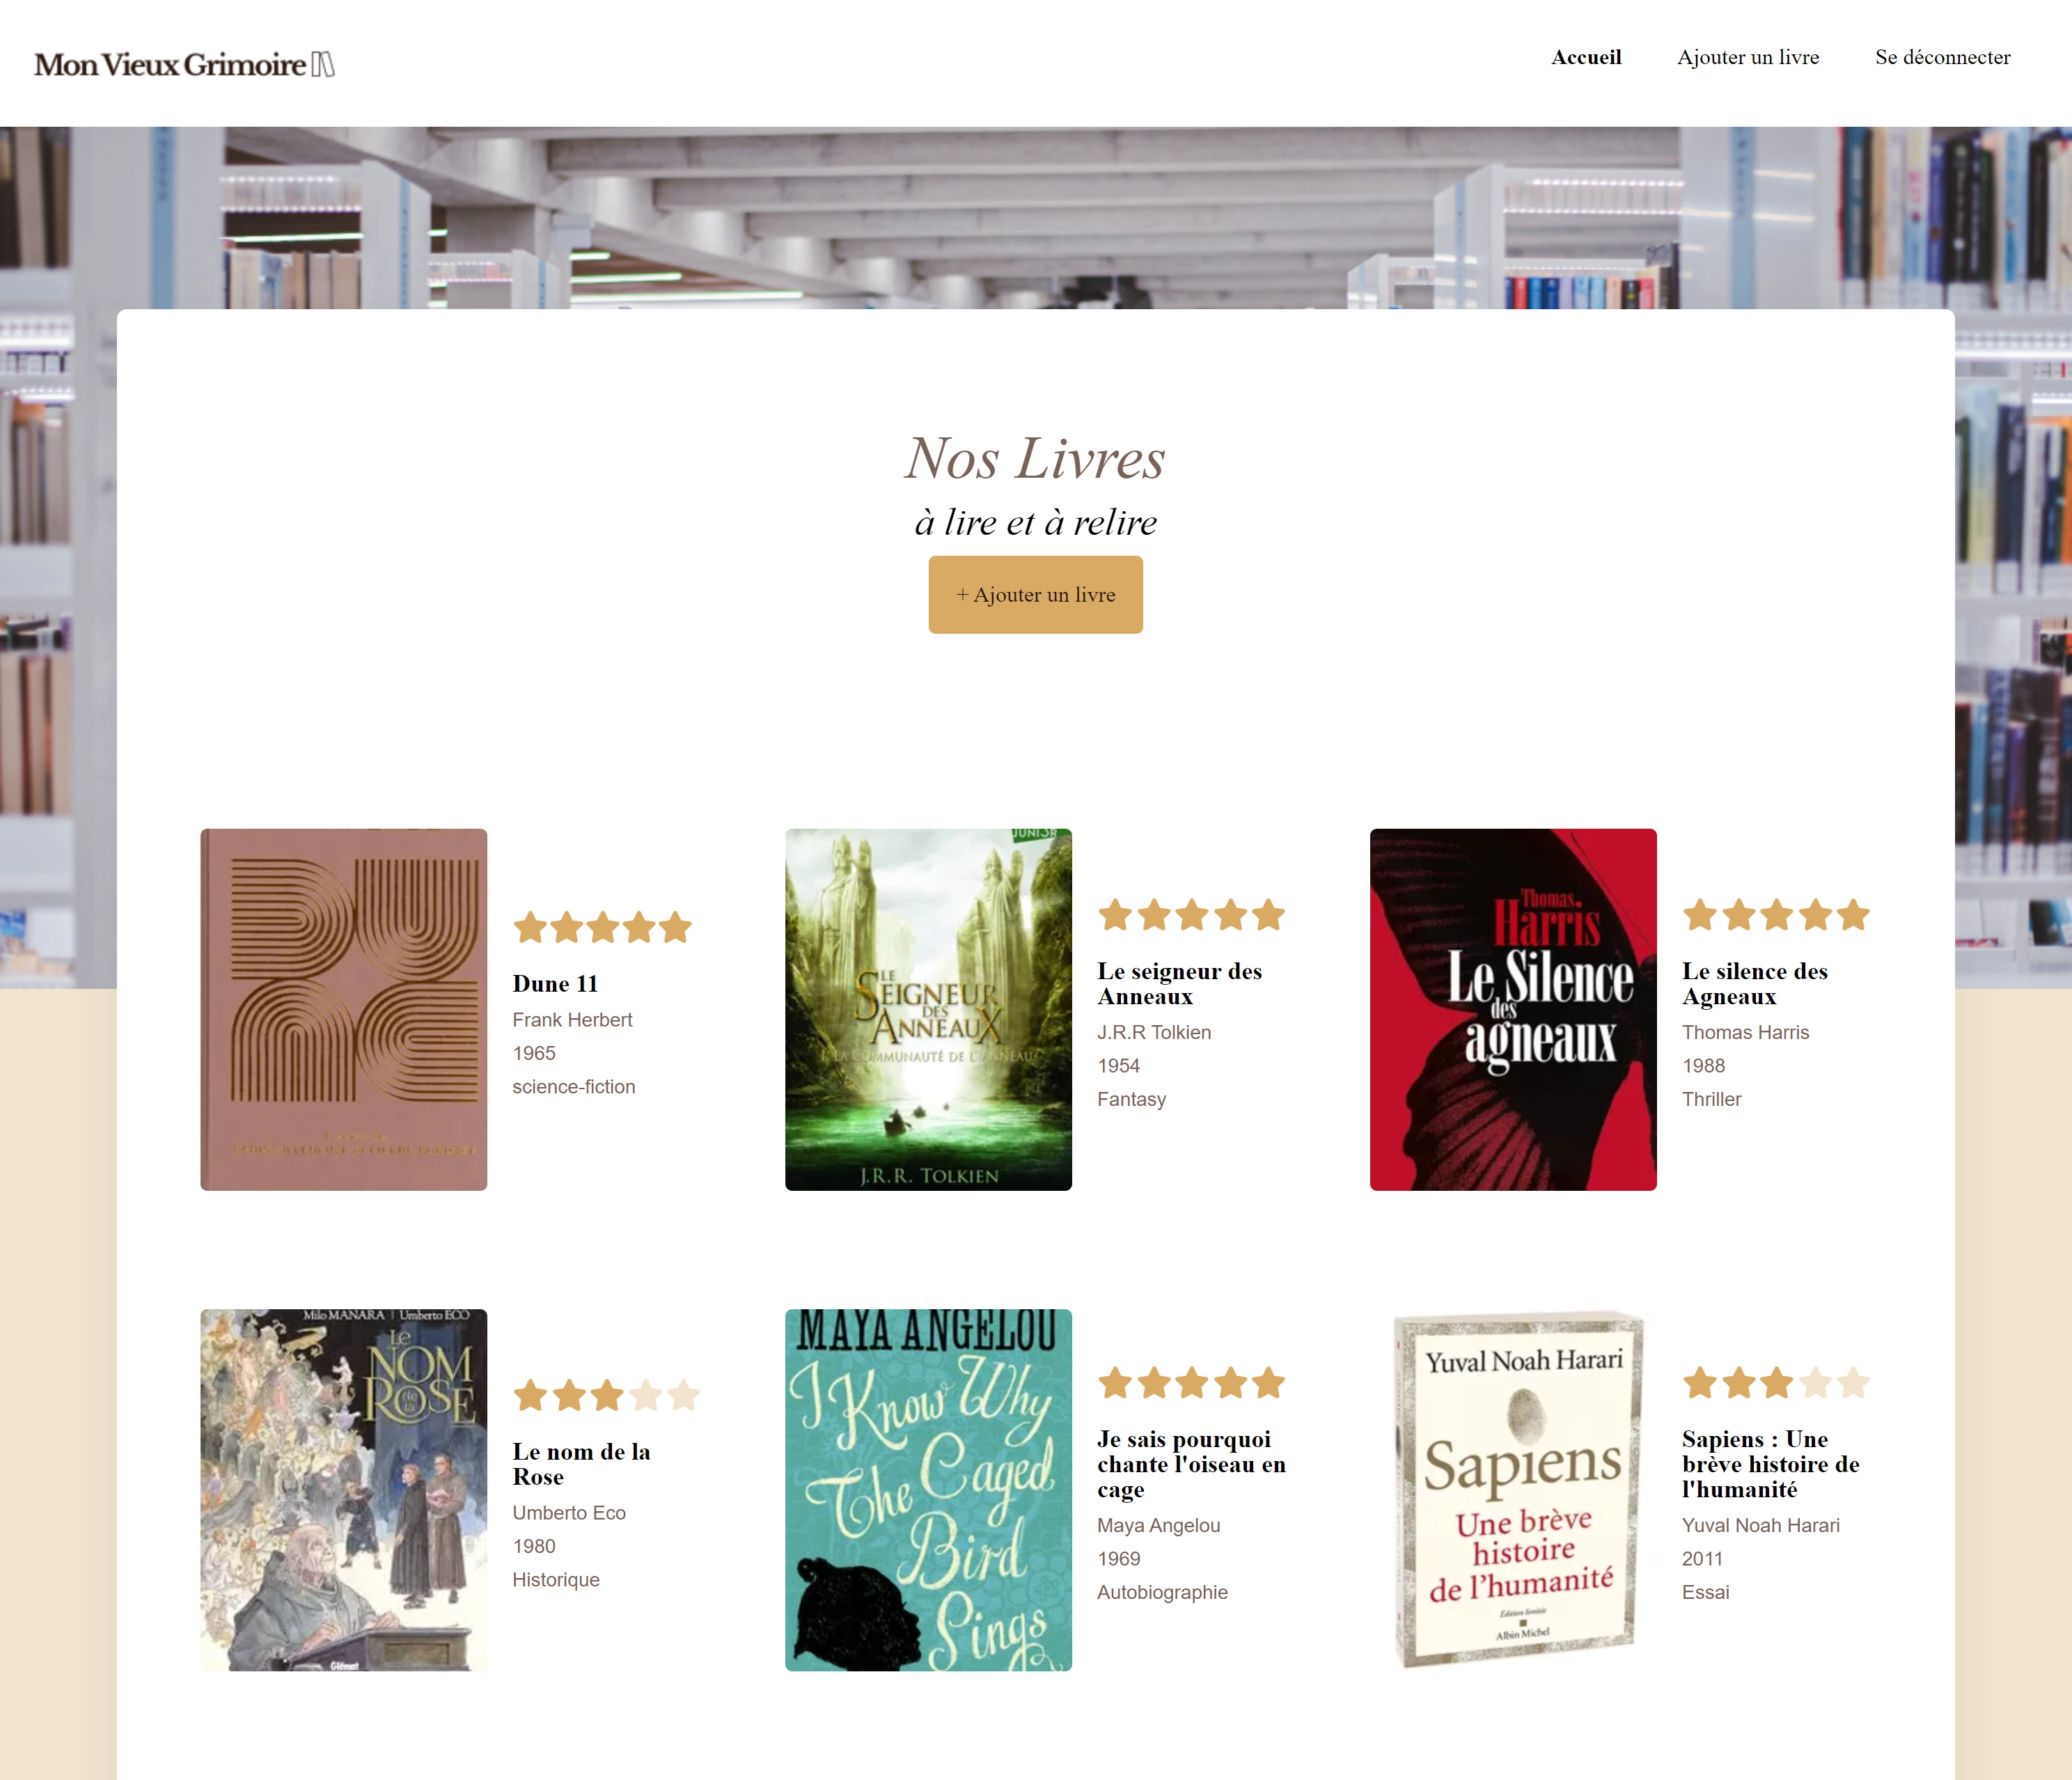 Mon Vieux Grimoire
Accueil
Ajouter un livre
Se déconnecter
Nos Livres
à lire et à relire
+ Ajouter un livre
DUNE
Dune 11
Frank Herbert
1965
science-fiction
JUNI3R
LE
SEIGNEUR
DES
ANNEAUX
LA COMMUNAUTÉ DE L'ANNEAU
J.R.R. TOLKIEN
Le seigneur des
Anneaux
J.R.R Tolkien
1954
Fantasy
Thomas
Harris
Le Silence
des
agneaux
Le silence des
Agneaux
Thomas Harris
1988
Thriller
Milo MANARA | Umberto ECO
Le
NOM
de la
ROSE
Glénat
Le nom de la
Rose
Umberto Eco
1980
Historique
MAYA ANGELOU
I Know Why
The Caged
Bird
Sings
Je sais pourquoi
chante l'oiseau en
cage
Maya Angelou
1969
Autobiographie
Yuval Noah Harari
Sapiens
Une brève
histoire
de l'humanité
Édition limitée
Albin Michel
Sapiens : Une
brève histoire de
l'humanité
Yuval Noah Harari
2011
Essai